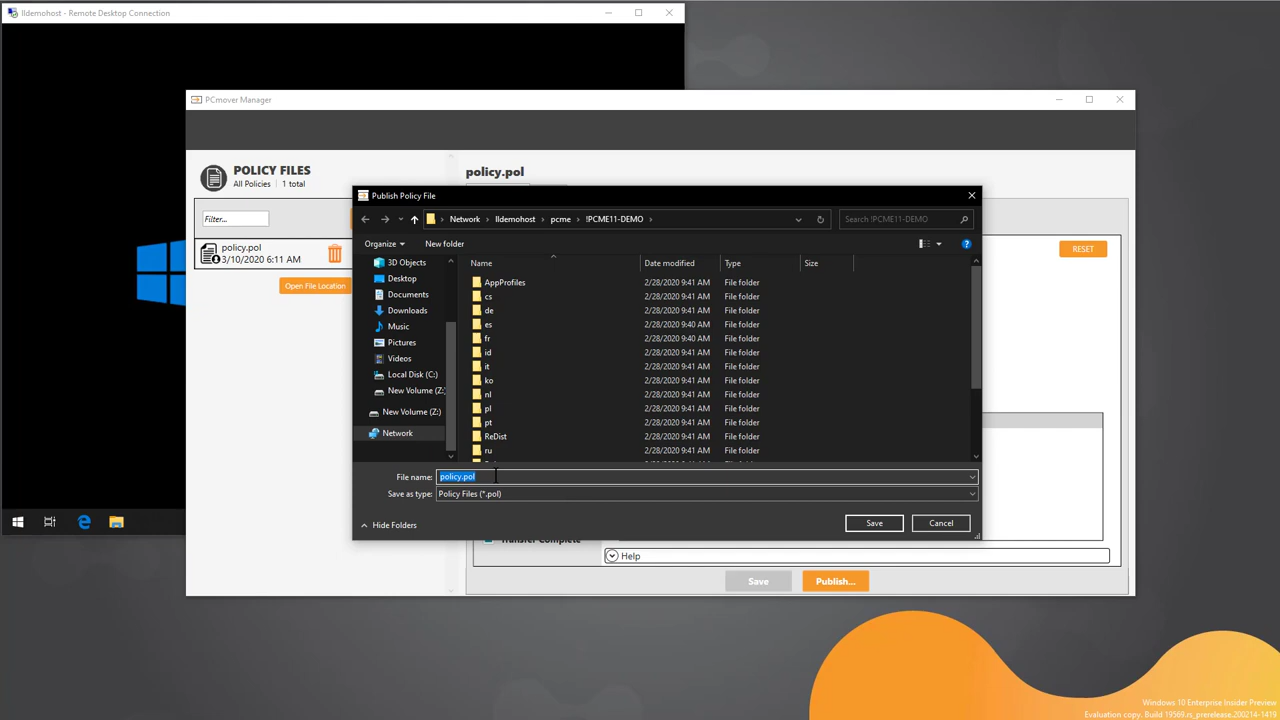 lldemohost - Remote Desktop Connection
PCmover Manager
POLICY FILES
All Policies | 1 total
Filter...
policy.pol
3/10/2020 6:11 AM
Open File Location
policy.pol
RESET
Publish Policy File
Network > lldemohost > pcme > !PCME11-DEMO >
Search !PCME11-DEMO
Organize
New folder
3D Objects
Desktop
Documents
Downloads
Music
Pictures
Videos
Local Disk (C:)
New Volume (Z:
New Volume (Z:)
Network
Name Date modified Type Size
AppProfiles 2/28/2020 9:41 AM File folder
cs 2/28/2020 9:41 AM File folder
de 2/28/2020 9:41 AM File folder
es 2/28/2020 9:40 AM File folder
fr 2/28/2020 9:40 AM File folder
id 2/28/2020 9:41 AM File folder
it 2/28/2020 9:41 AM File folder
ko 2/28/2020 9:41 AM File folder
nl 2/28/2020 9:41 AM File folder
pl 2/28/2020 9:41 AM File folder
pt 2/28/2020 9:41 AM File folder
ReDist 2/28/2020 9:41 AM File folder
ru 2/28/2020 9:41 AM File folder
File name: policy.pol
Save as type: Policy Files (*.pol)
Hide Folders
Save
Cancel
Transfer Complete
Help
Save
Publish...
Windows 10 Enterprise Insider Preview
Evaluation copy. Build 19569.rs_prerelease.200214-1419